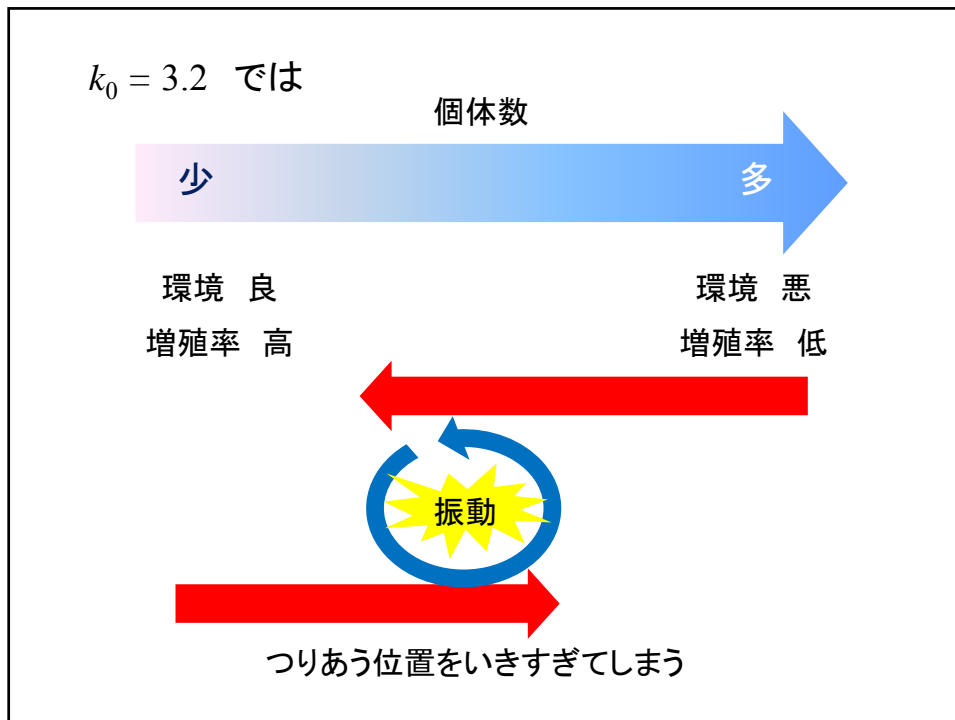 k₀ = 3.2 では
個体数
少 多
環境 良 環境 悪
増殖率 高 増殖率 低
振動
つりあう位置をいきすぎてしまう